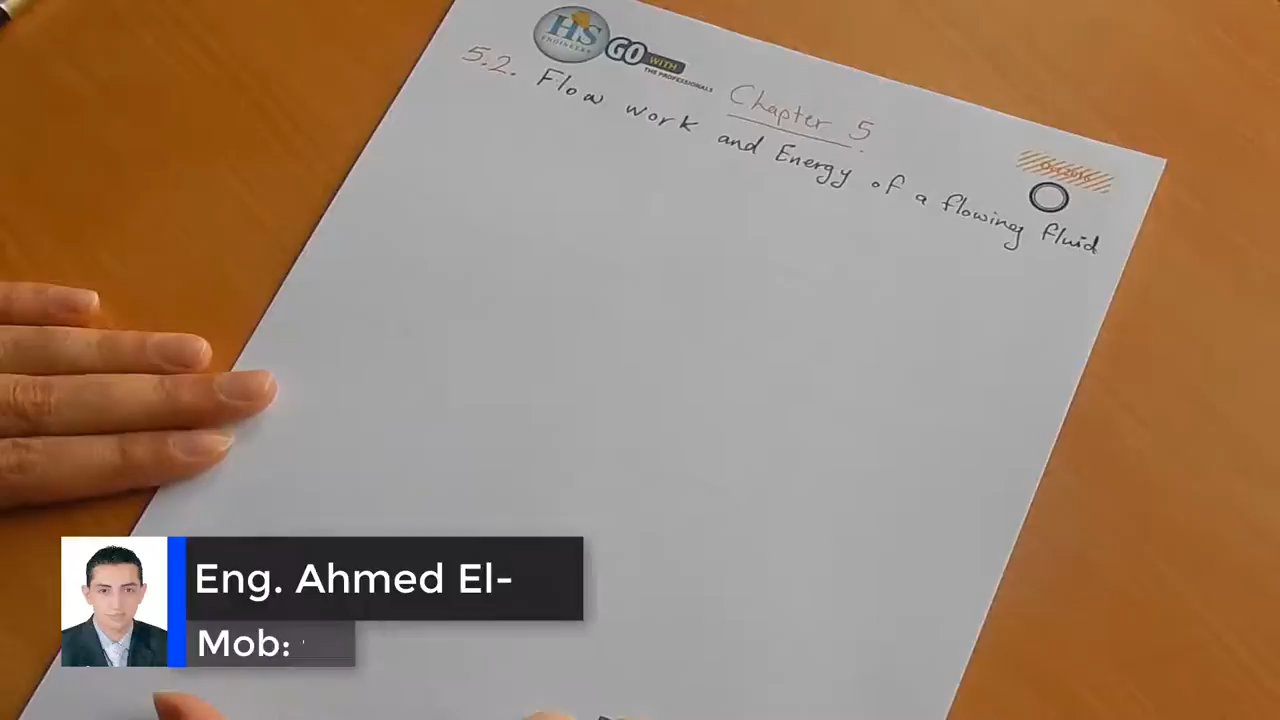 HS
ENGINEERS
GO WITH
THE PROFESSIONALS
Chapter 5
5.2. Flow work and Energy of a flowing fluid
Eng. Ahmed El-
Mob: